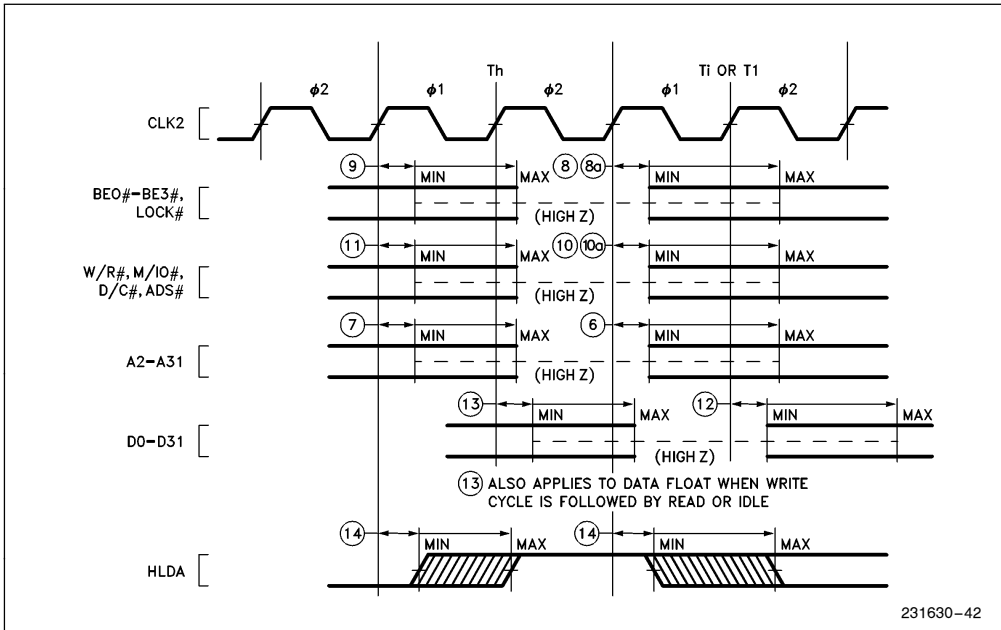 Th Ti OR T1
φ2 φ1 φ2 φ1 φ2
CLK2
9 8 8a
MIN MAX MIN MAX
BE0#–BE3#,
LOCK#
(HIGH Z)
11 10 10a
MIN MAX MIN MAX
W/R#, M/IO#,
D/C#, ADS#
(HIGH Z)
7 6
MIN MAX MIN MAX
A2–A31
(HIGH Z)
13 12
MIN MAX MIN MAX
D0–D31
(HIGH Z)
13 ALSO APPLIES TO DATA FLOAT WHEN WRITE
CYCLE IS FOLLOWED BY READ OR IDLE
14 14
MIN MAX MIN MAX
HLDA
231630–42